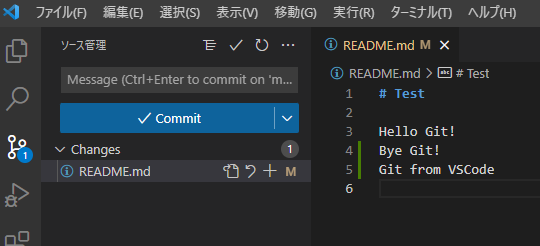 ファイル(F) 編集(E) 選択(S) 表示(V) 移動(G) 実行(R) ターミナル(T) ヘルプ(H)
ソース管理
Message (Ctrl+Enter to commit on 'm...
Commit
Changes 1
README.md M
1
README.md M
README.md > # Test
1 # Test
2
3 Hello Git!
4 Bye Git!
5 Git from VSCode
6